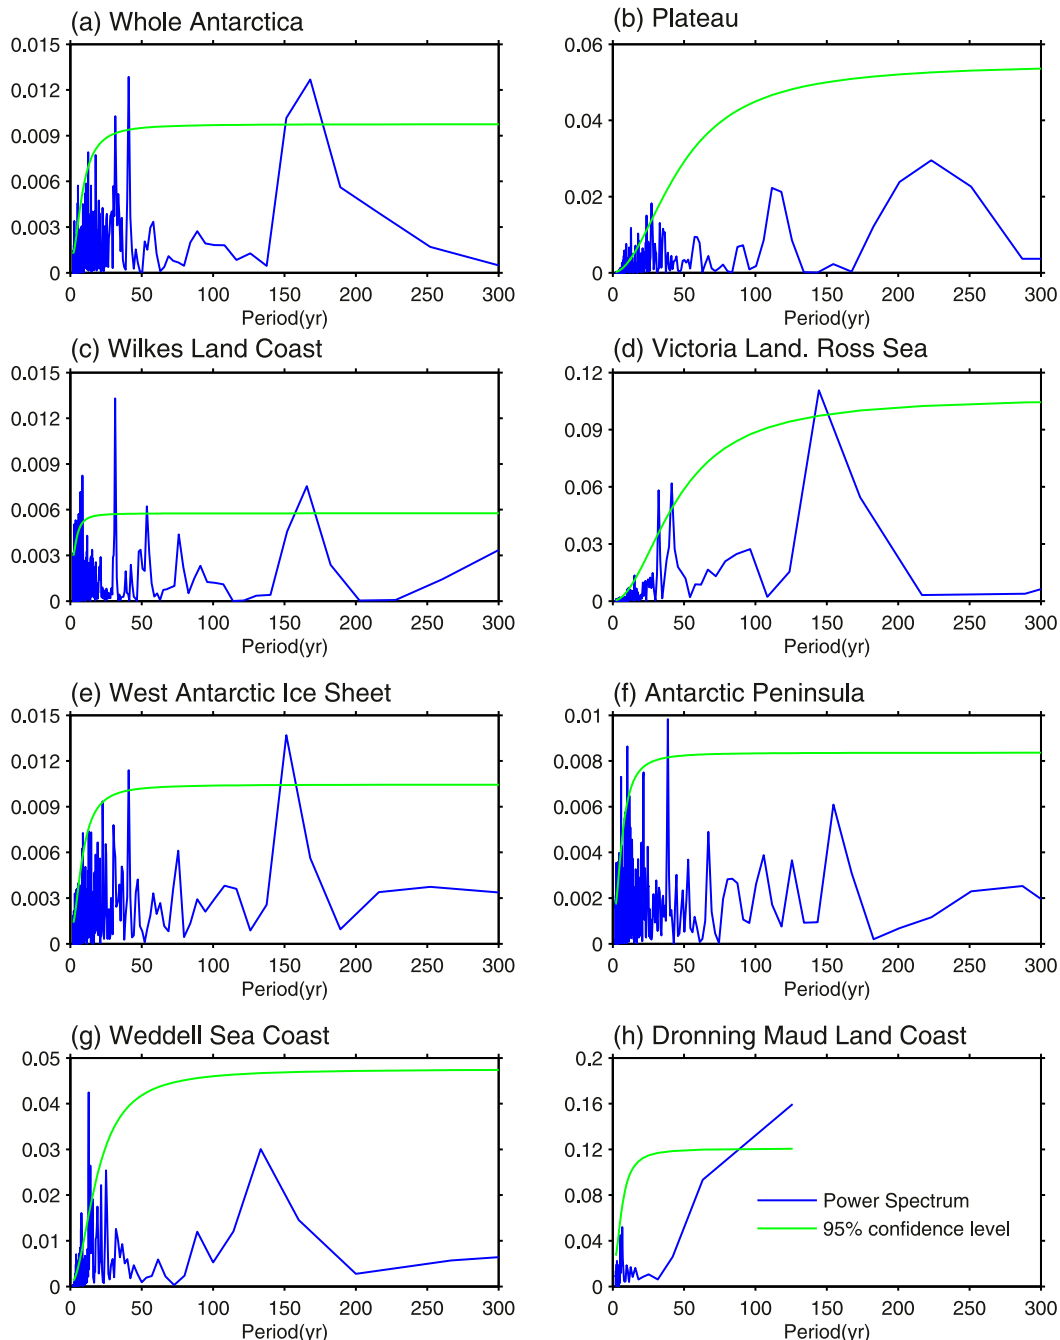 (a) Whole Antarctica
0.015
0.012
0.009
0.006
0.003
0
0 50 100 150 200 250 300
Period(yr)
(b) Plateau
0.06
0.04
0.02
0
0 50 100 150 200 250 300
Period(yr)
(c) Wilkes Land Coast
0.015
0.012
0.009
0.006
0.003
0
0 50 100 150 200 250 300
Period(yr)
(d) Victoria Land. Ross Sea
0.12
0.09
0.06
0.03
0
0 50 100 150 200 250 300
Period(yr)
(e) West Antarctic Ice Sheet
0.015
0.012
0.009
0.006
0.003
0
0 50 100 150 200 250 300
Period(yr)
(f) Antarctic Peninsula
0.01
0.008
0.006
0.004
0.002
0
0 50 100 150 200 250 300
Period(yr)
(g) Weddell Sea Coast
0.05
0.04
0.03
0.02
0.01
0
0 50 100 150 200 250 300
Period(yr)
(h) Dronning Maud Land Coast
0.2
0.16
0.12
0.08
0.04
0
Power Spectrum
95% confidence level
0 50 100 150 200 250 300
Period(yr)